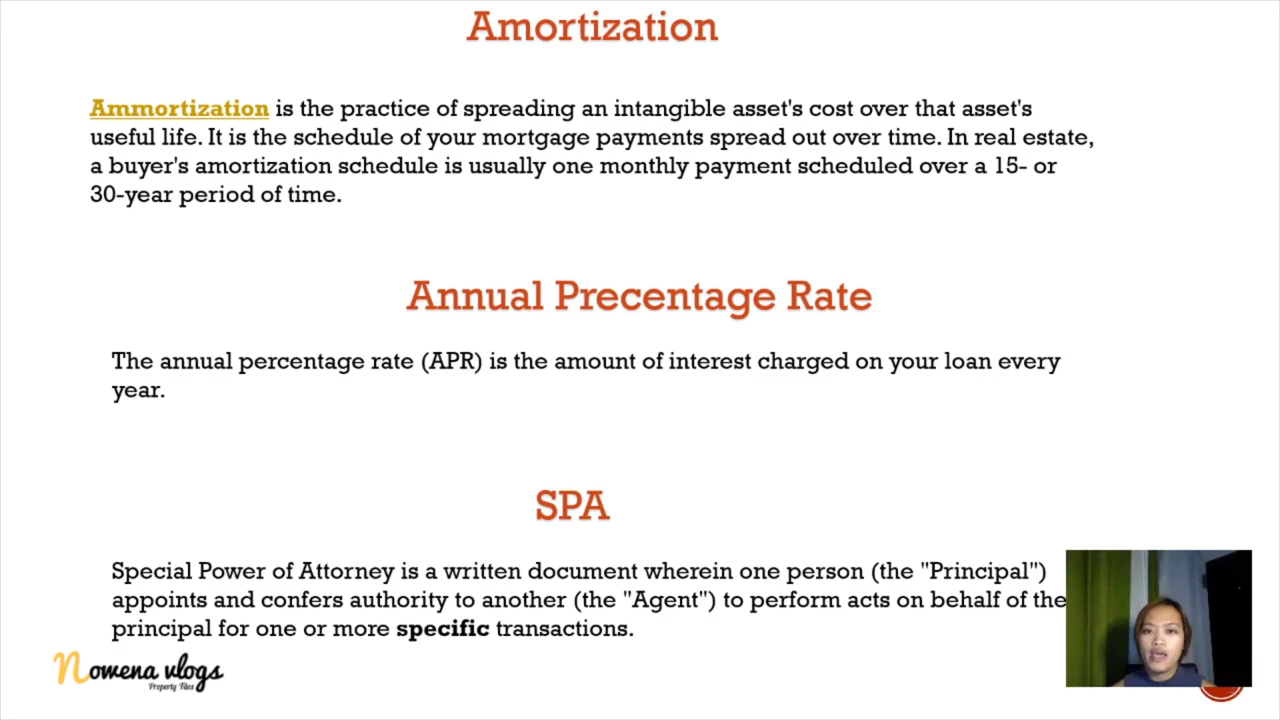 Amortization
Ammortization is the practice of spreading an intangible asset's cost over that asset's
useful life. It is the schedule of your mortgage payments spread out over time. In real estate,
a buyer's amortization schedule is usually one monthly payment scheduled over a 15- or
30-year period of time.
Annual Precentage Rate
The annual percentage rate (APR) is the amount of interest charged on your loan every
year.
SPA
Special Power of Attorney is a written document wherein one person (the "Principal")
appoints and confers authority to another (the "Agent") to perform acts on behalf of the
principal for one or more specific transactions.
Nowena vlogs
Property Files